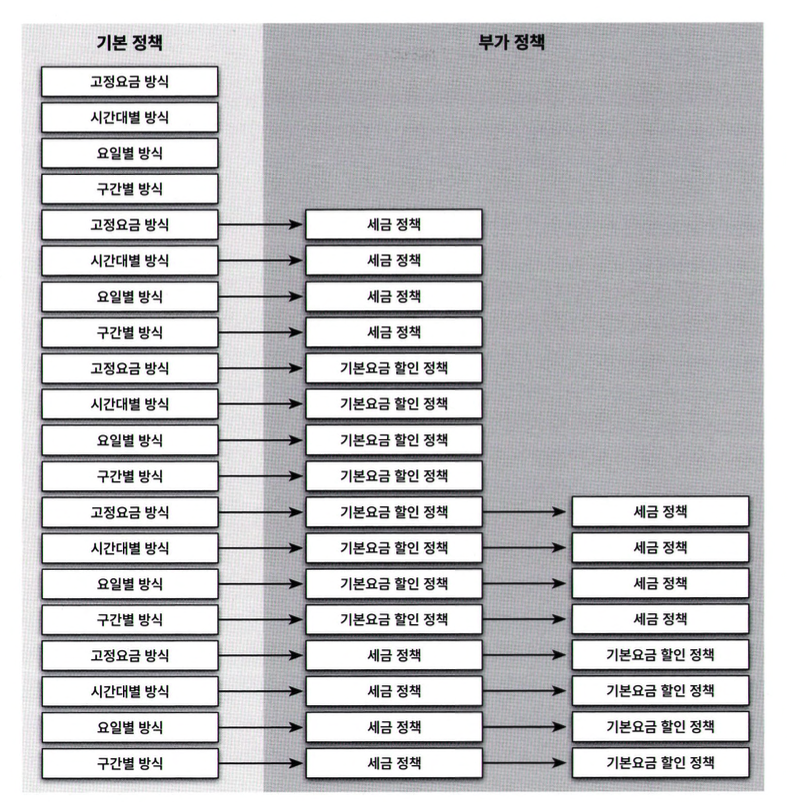 기본 정책 부가 정책
고정요금 방식
시간대별 방식
요일별 방식
구간별 방식
고정요금 방식 세금 정책
시간대별 방식 세금 정책
요일별 방식 세금 정책
구간별 방식 세금 정책
고정요금 방식 기본요금 할인 정책
시간대별 방식 기본요금 할인 정책
요일별 방식 기본요금 할인 정책
구간별 방식 기본요금 할인 정책
고정요금 방식 기본요금 할인 정책 세금 정책
시간대별 방식 기본요금 할인 정책 세금 정책
요일별 방식 기본요금 할인 정책 세금 정책
구간별 방식 기본요금 할인 정책 세금 정책
고정요금 방식 세금 정책 기본요금 할인 정책
시간대별 방식 세금 정책 기본요금 할인 정책
요일별 방식 세금 정책 기본요금 할인 정책
구간별 방식 세금 정책 기본요금 할인 정책